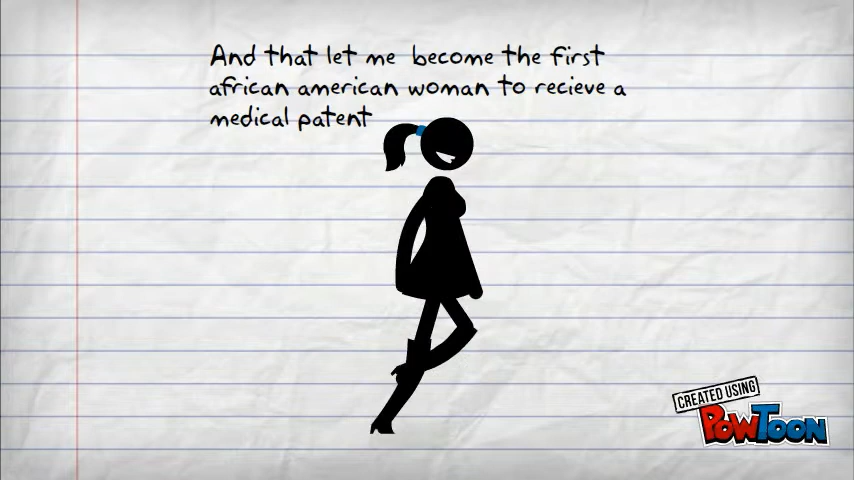 And that let me become the first
african american woman to recieve a
medical patent
CREATED USING
POWTOON